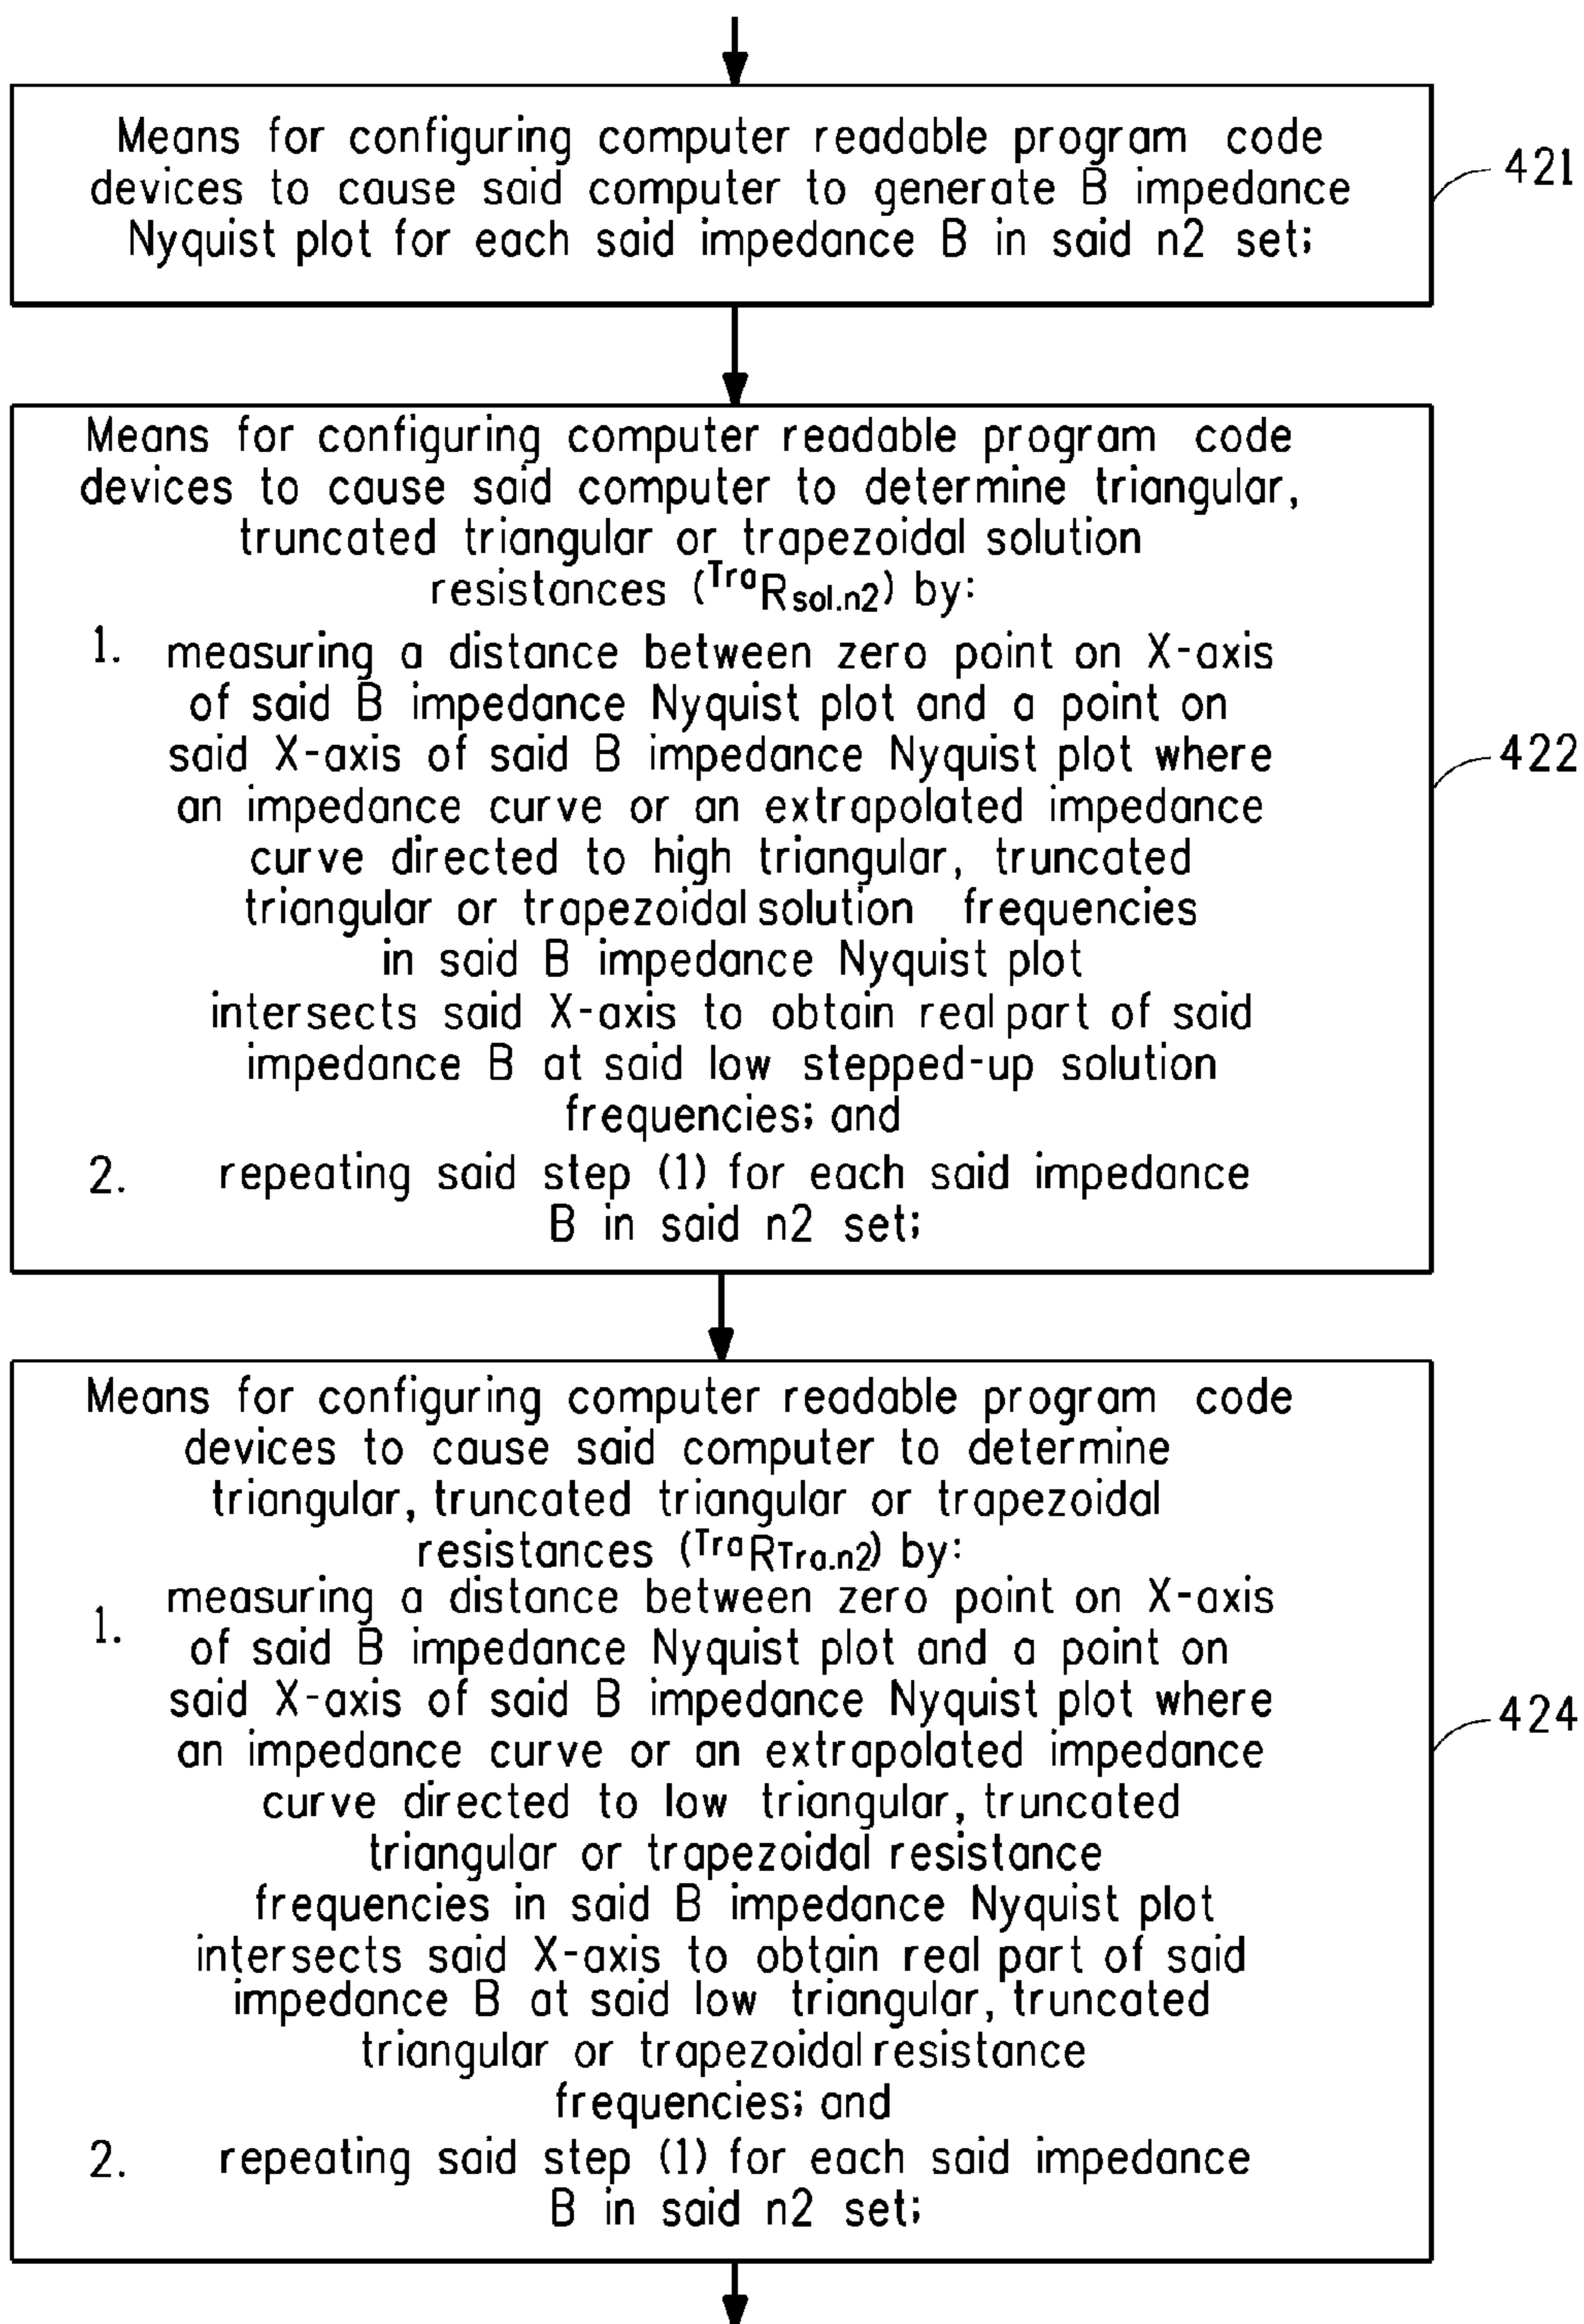 Means for configuring computer readable program code
devices to cause said computer to generate B impedance
Nyquist plot for each said impedance B in said n2 set;
421
Means for configuring computer readable program code
devices to cause said computer to determine triangular,
truncated triangular or trapezoidal solution
resistances (TraRsol.n2) by:
1. measuring a distance between zero point on X-axis
of said B impedance Nyquist plot and a point on
said X-axis of said B impedance Nyquist plot where
an impedance curve or an extrapolated impedance
curve directed to high triangular, truncated
triangular or trapezoidal solution frequencies
in said B impedance Nyquist plot
intersects said X-axis to obtain real part of said
impedance B at said low stepped-up solution
frequencies; and
2. repeating said step (1) for each said impedance
B in said n2 set;
422
Means for configuring computer readable program code
devices to cause said computer to determine
triangular, truncated triangular or trapezoidal
resistances (TraRTra.n2) by:
1. measuring a distance between zero point on X-axis
of said B impedance Nyquist plot and a point on
said X-axis of said B impedance Nyquist plot where
an impedance curve or an extrapolated impedance
curve directed to low triangular, truncated
triangular or trapezoidal resistance
frequencies in said B impedance Nyquist plot
intersects said X-axis to obtain real part of said
impedance B at said low triangular, truncated
triangular or trapezoidal resistance
frequencies; and
2. repeating said step (1) for each said impedance
B in said n2 set;
424